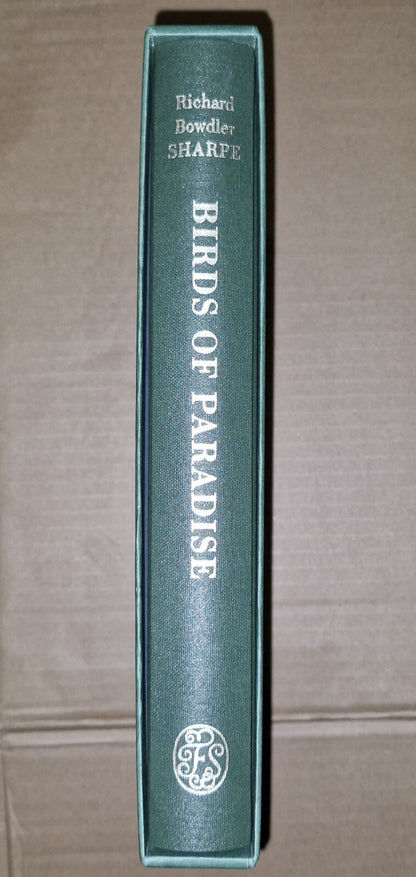 Richard
Bowdler
SHARPE
BIRDS OF PARADISE
FS